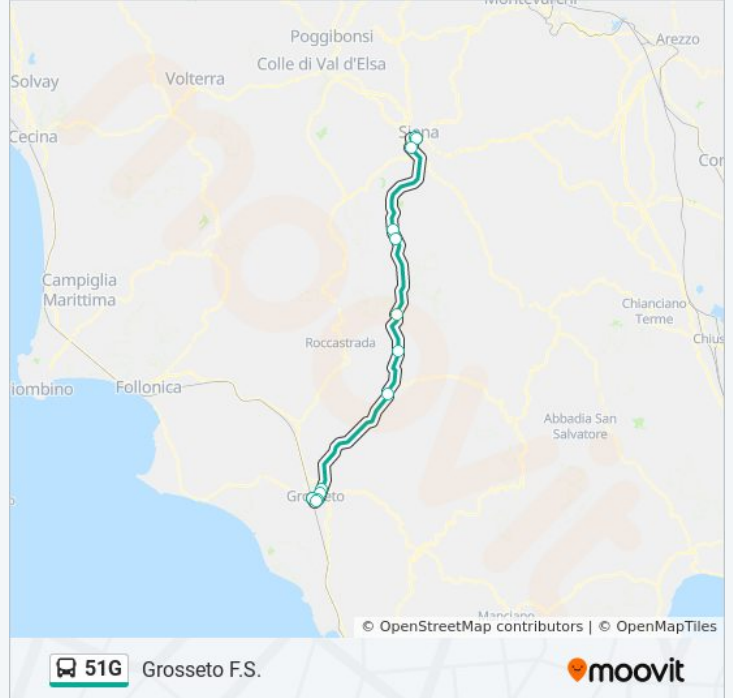 Montevarchi
Poggibonsi
Arezzo
Colle di Val d'Elsa
Solvay
Volterra
Cecina
Siena
Cor
Campiglia
Marittima
Chianciano
Terme
Roccastrada
Chius
iombino
Follonica
Abbadia San
Salvatore
Grosseto
Manciano
© OpenStreetMap contributors | © OpenMapTiles
51G Grosseto F.S.
moovit
moovit